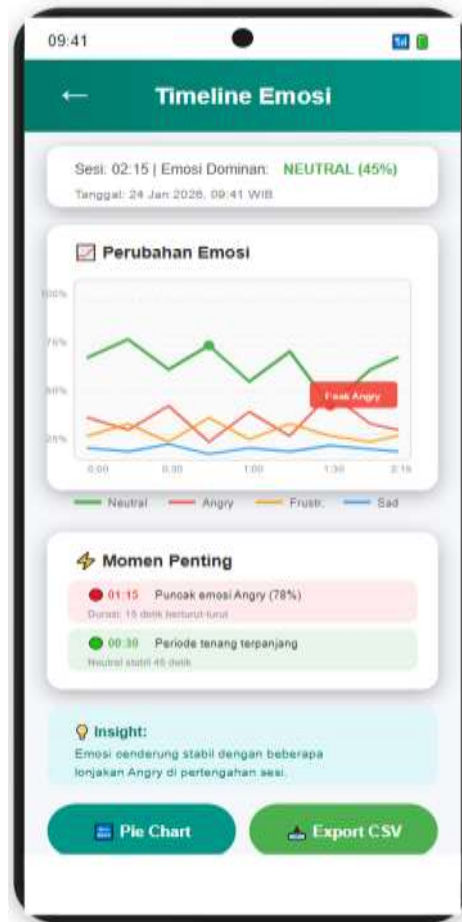 09:41
← Timeline Emosi
Sesi: 02:15 | Emosi Dominan: NEUTRAL (45%)
Tanggal: 24 Jan 2026, 09:41 WIB
Perubahan Emosi
100%
75%
50%
25%
Peak Angry
0:00 0:30 1:00 1:30 2:15
Neutral Angry Frustr. Sad
Momen Penting
01:15 Puncak emosi Angry (78%)
Durasi: 15 detik berturut-turut
00:30 Periode tenang terpanjang
Neutral stabil 45 detik
Insight:
Emosi cenderung stabil dengan beberapa
lonjakan Angry di pertengahan sesi.
Pie Chart Export CSV